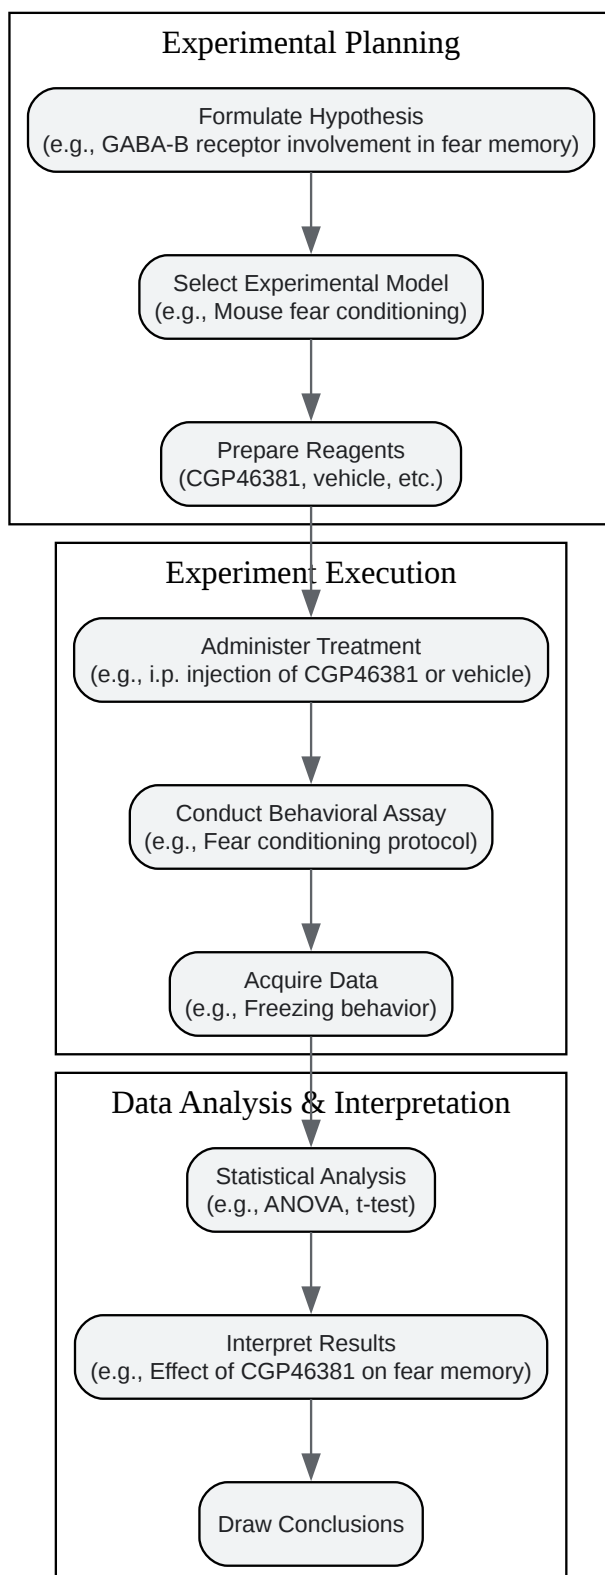 Experimental Planning
Formulate Hypothesis
(e.g., GABA-B receptor involvement in fear memory)
Select Experimental Model
(e.g., Mouse fear conditioning)
Prepare Reagents
(CGP46381, vehicle, etc.)
Experiment Execution
Administer Treatment
(e.g., i.p. injection of CGP46381 or vehicle)
Conduct Behavioral Assay
(e.g., Fear conditioning protocol)
Acquire Data
(e.g., Freezing behavior)
Data Analysis & Interpretation
Statistical Analysis
(e.g., ANOVA, t-test)
Interpret Results
(e.g., Effect of CGP46381 on fear memory)
Draw Conclusions